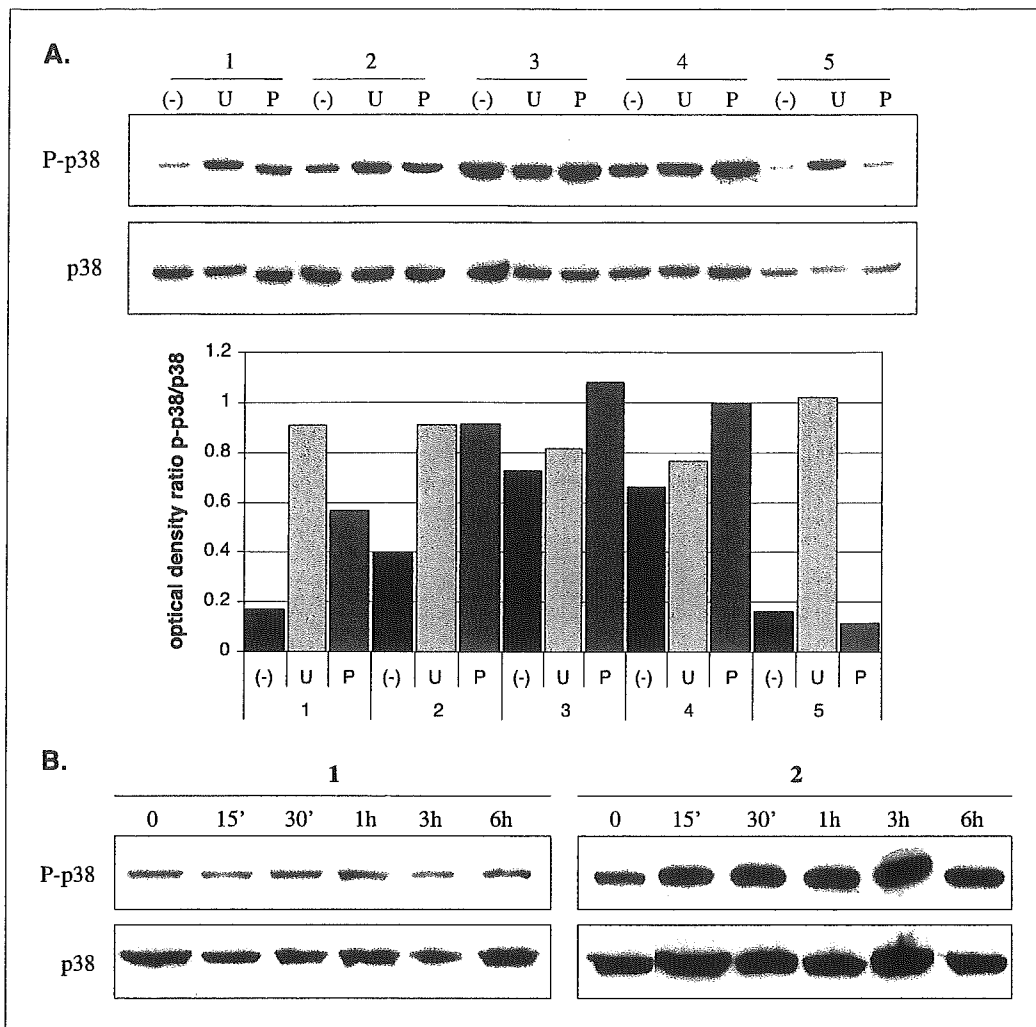 A.
1 2 3 4 5
(-) U P (-) U P (-) U P (-) U P (-) U P
P-p38
p38
optical density ratio p-p38/p38
1.2
1
0.8
0.6
0.4
0.2
0
(-) U P (-) U P (-) U P (-) U P (-) U P
1 2 3 4 5
B.
1 2
0 15' 30' 1h 3h 6h 0 15' 30' 1h 3h 6h
P-p38
p38